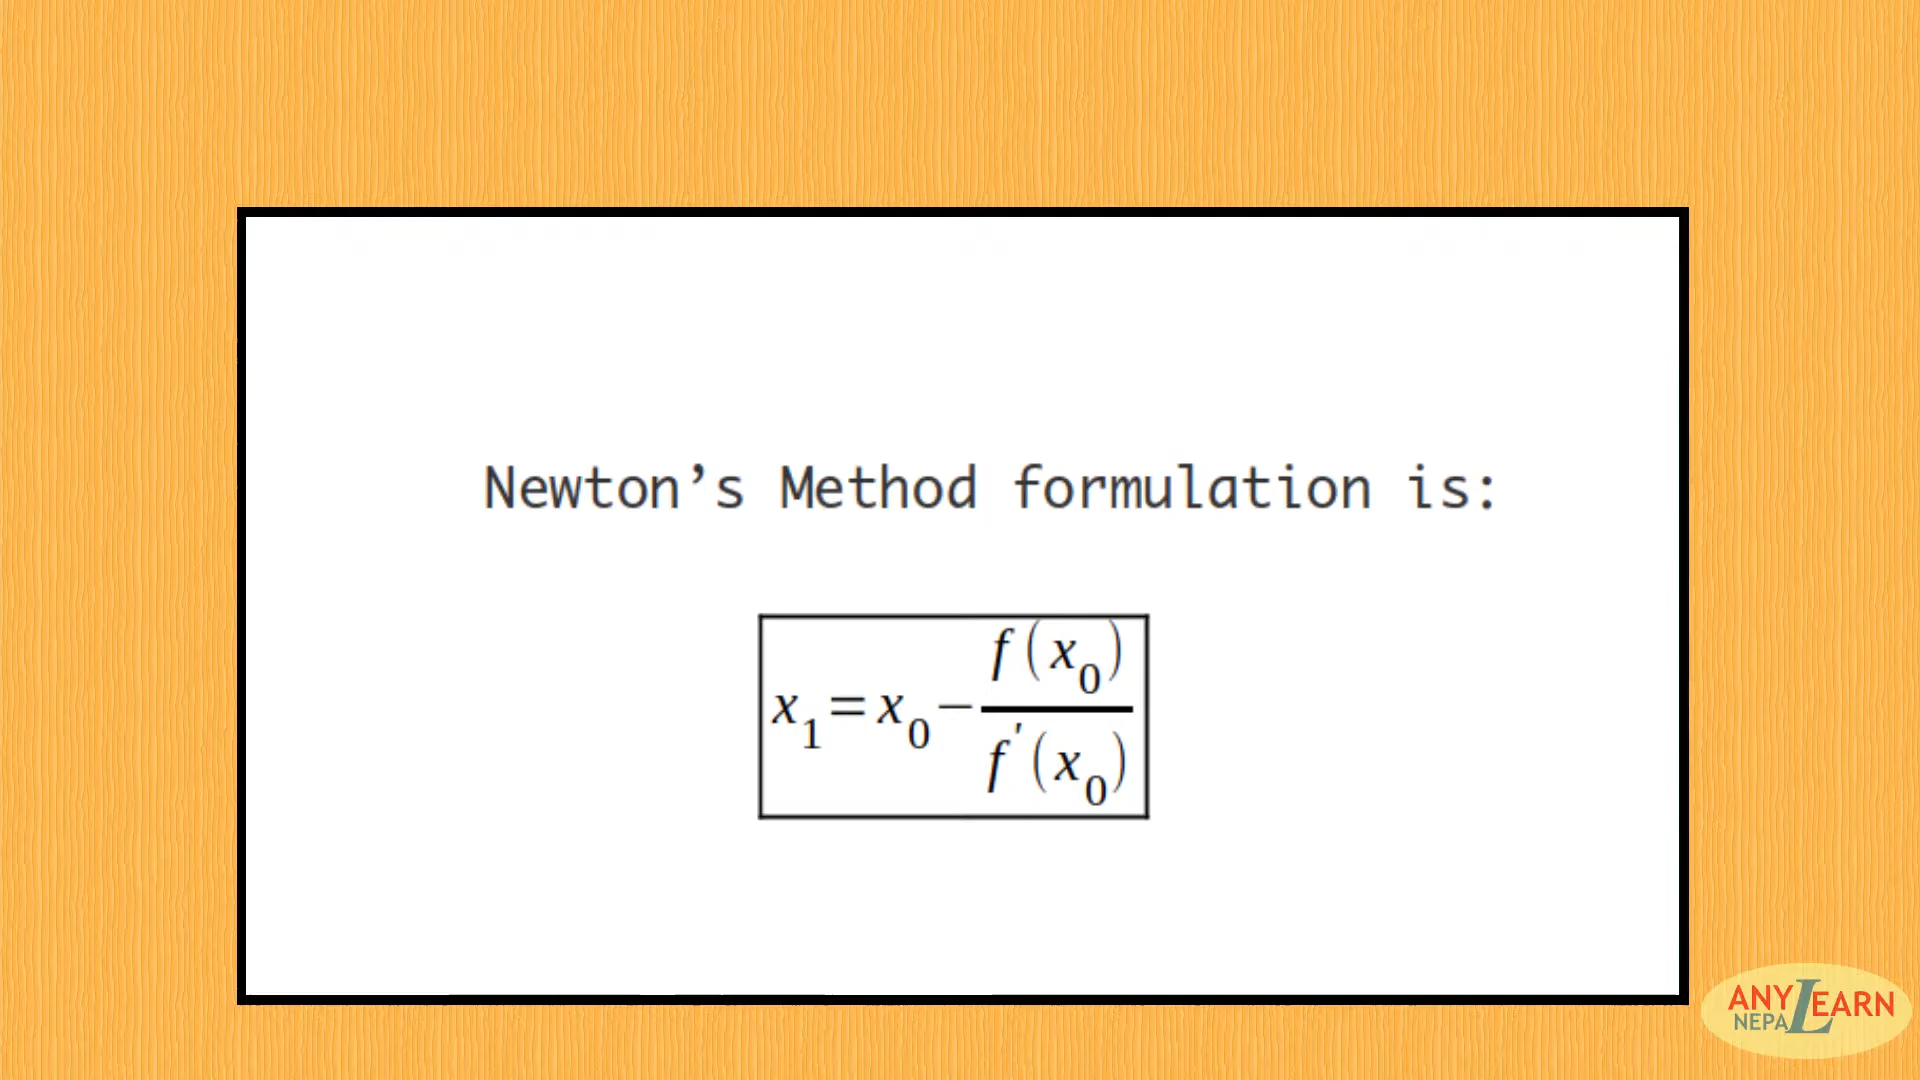 Newton’s Method formulation is:
x₁ = x₀ − f(x₀) / f′(x₀)
ANY LEARN
NEPAL